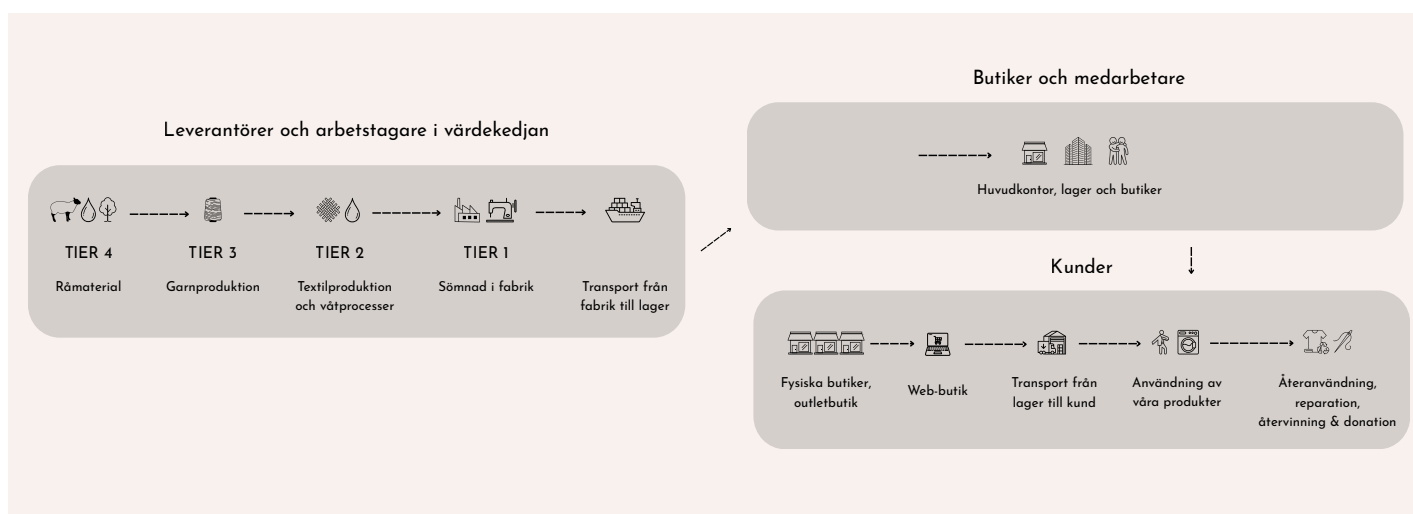 Leverantörer och arbetstagare i värdekedjan
TIER 4
Råmaterial
TIER 3
Garnproduktion
TIER 2
Textilproduktion
och våtprocesser
TIER 1
Sömnad i fabrik
Transport från
fabrik till lager
Butiker och medarbetare
Huvudkontor, lager och butiker
Kunder
Fysiska butiker,
outletbutik
Web-butik
Transport från
lager till kund
Användning av
våra produkter
Återanvändning,
reparation,
återvinning & donation